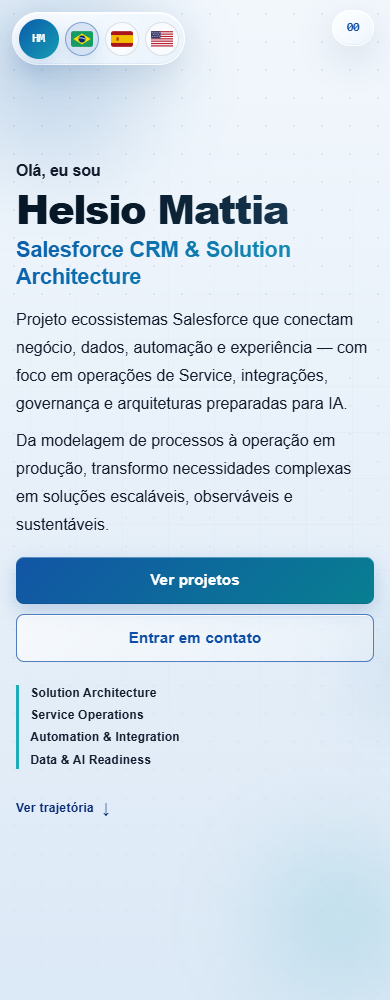 HM
00
Olá, eu sou
Helsio Mattia
Salesforce CRM & Solution
Architecture
Projeto ecossistemas Salesforce que conectam
negócio, dados, automação e experiência — com
foco em operações de Service, integrações,
governança e arquiteturas preparadas para IA.
Da modelagem de processos à operação em
produção, transformo necessidades complexas
em soluções escaláveis, observáveis e
sustentáveis.
Ver projetos
Entrar em contato
Solution Architecture
Service Operations
Automation & Integration
Data & AI Readiness
Ver trajetória ↓